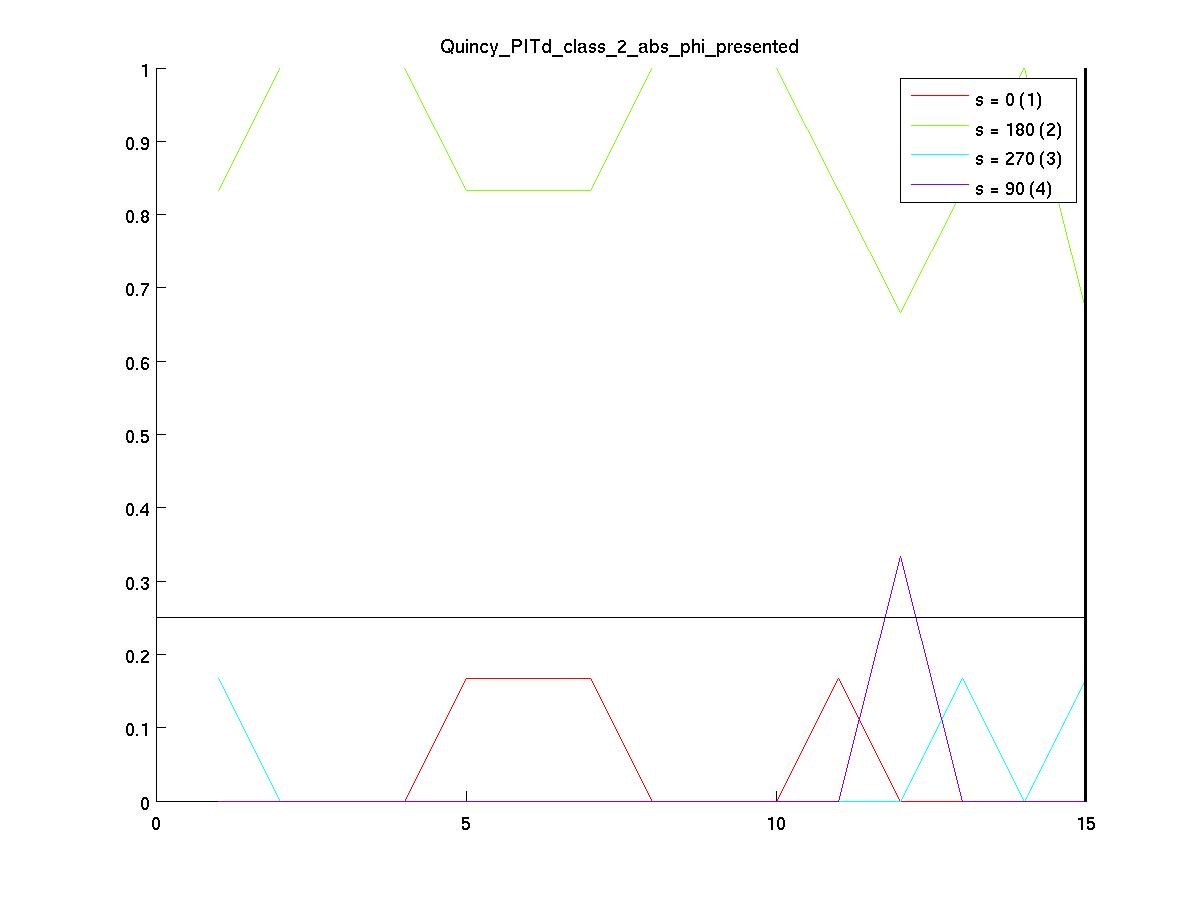 Quincy_PITd_class_2_abs_phi_presented
1
0.9
0.8
0.7
0.6
0.5
0.4
0.3
0.2
0.1
0
0 5 10 15
s = 0 (1)
s = 180 (2)
s = 270 (3)
s = 90 (4)